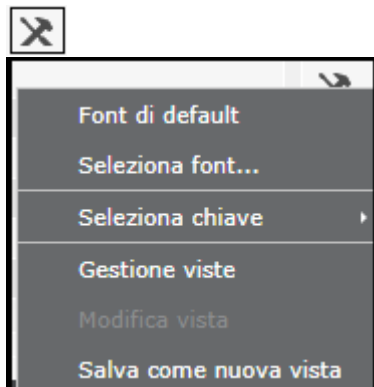 Font di default
Seleziona font...
Seleziona chiave
Gestione viste
Modifica vista
Salva come nuova vista